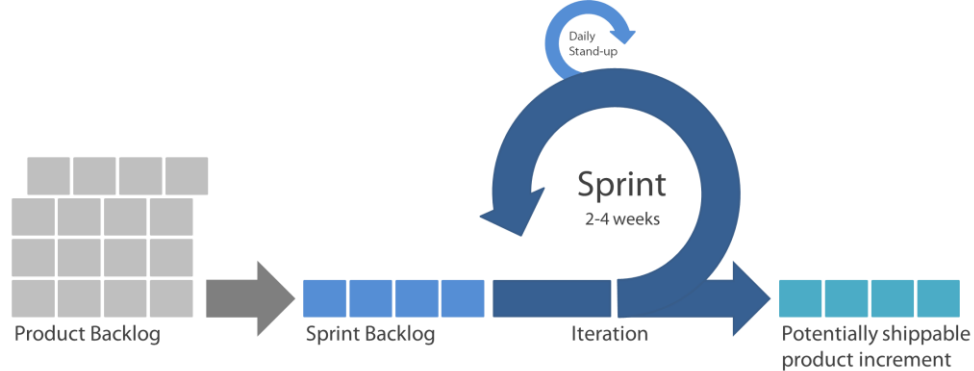 Daily
Stand-up
Sprint
2-4 weeks
Product Backlog
Sprint Backlog
Iteration
Potentially shippable
product increment